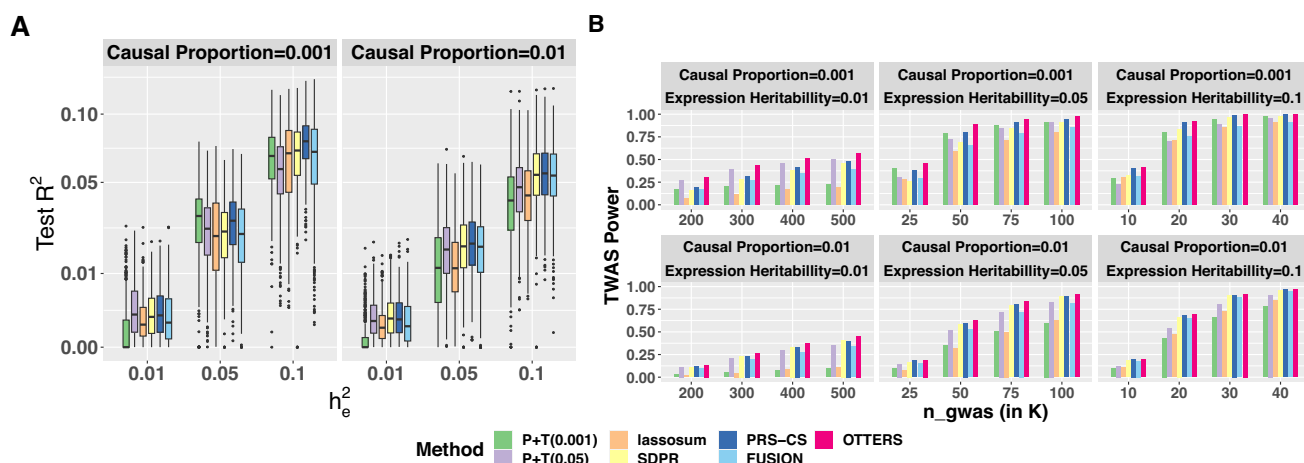 A
B
Causal Proportion=0.001 Causal Proportion=0.01
Test R2
0.10
0.05
0.01
0.00
0.01 0.05 0.1 0.01 0.05 0.1
h2e
Causal Proportion=0.001 Causal Proportion=0.001 Causal Proportion=0.001
Expression Heritabillity=0.01 Expression Heritabillity=0.05 Expression Heritabillity=0.1
TWAS Power
1.00
0.75
0.50
0.25
0.00
200 300 400 500 25 50 75 100 10 20 30 40
Causal Proportion=0.01 Causal Proportion=0.01 Causal Proportion=0.01
Expression Heritabillity=0.01 Expression Heritabillity=0.05 Expression Heritabillity=0.1
1.00
0.75
0.50
0.25
0.00
200 300 400 500 25 50 75 100 10 20 30 40
n_gwas (in K)
Method
P+T(0.001) lassosum PRS−CS OTTERS
P+T(0.05) SDPR FUSION